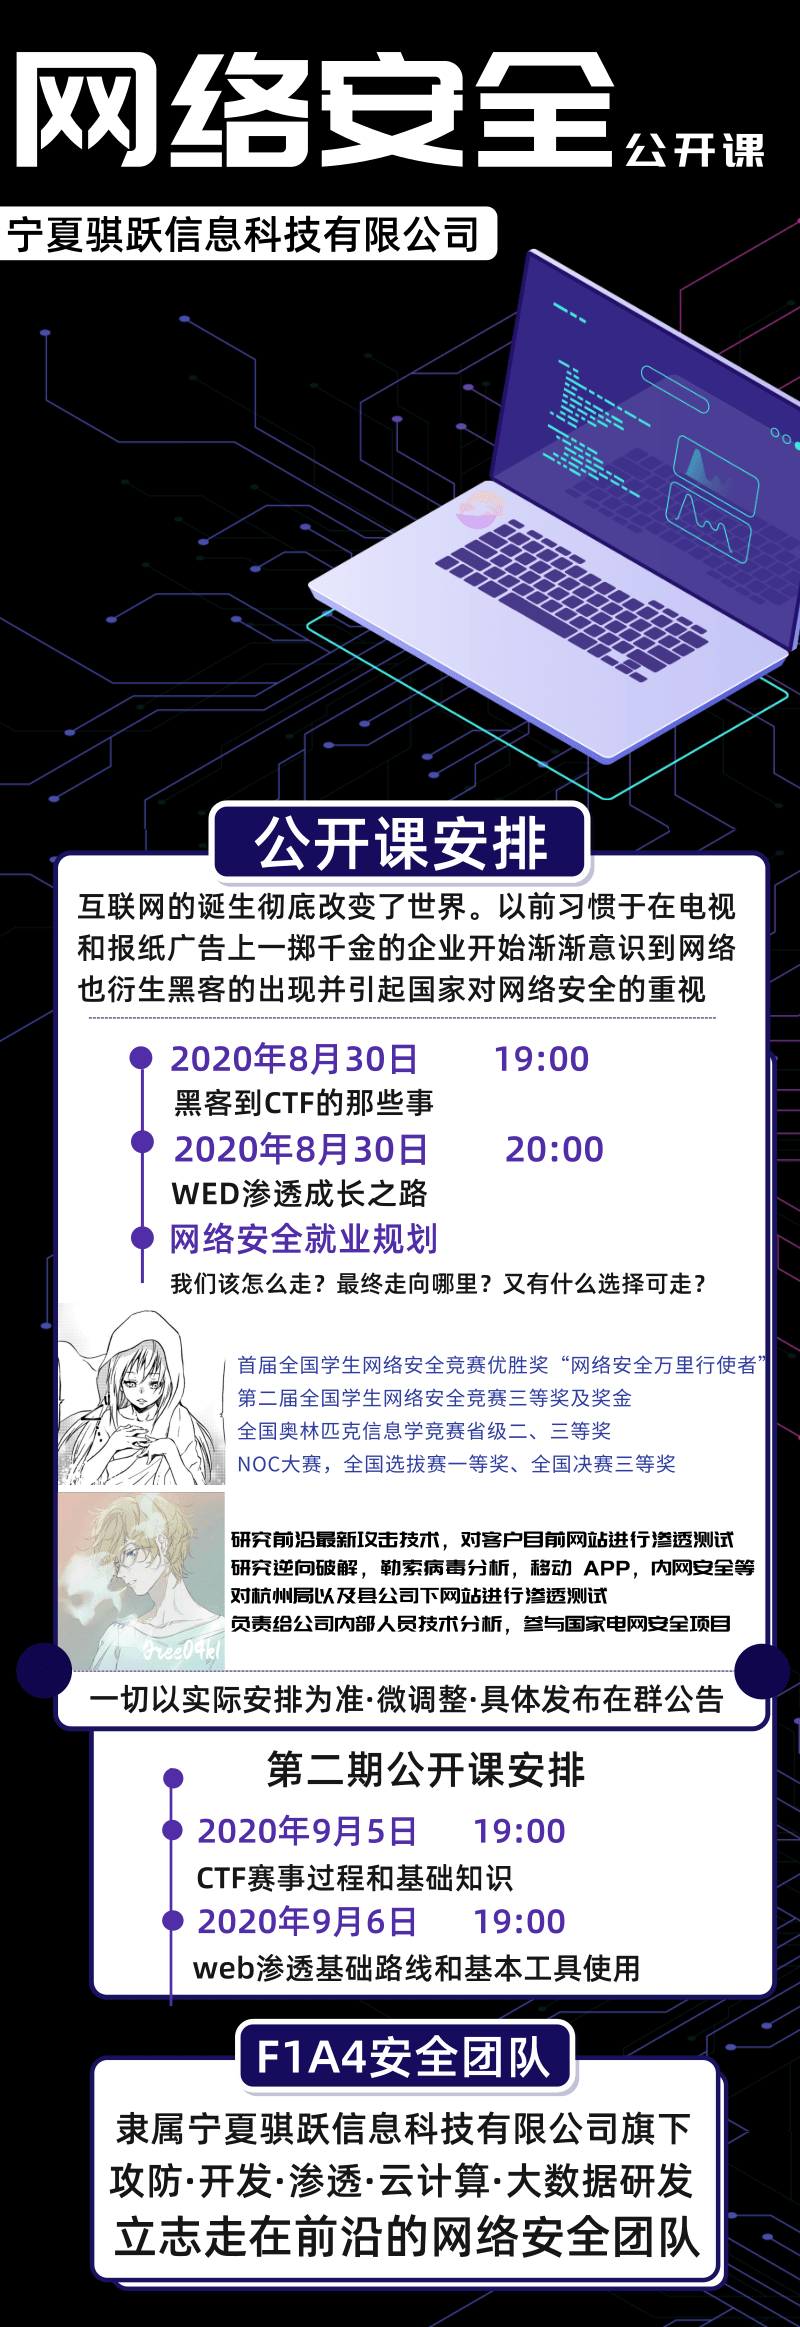 网络安全公开课
宁夏骐跃信息科技有限公司
公开课安排
互联网的诞生彻底改变了世界。以前习惯于在电视
和报纸广告上一掷千金的企业开始渐渐意识到网络
也衍生黑客的出现并引起国家对网络安全的重视
2020年8月30日 19:00
黑客到CTF的那些事
2020年8月30日 20:00
WED渗透成长之路
网络安全就业规划
我们该怎么走？最终走向哪里？又有什么选择可走？
首届全国学生网络安全竞赛优胜奖“网络安全万里行使者”
第二届全国学生网络安全竞赛三等奖及奖金
全国奥林匹克信息学竞赛省级二、三等奖
NOC大赛，全国选拔赛一等奖、全国决赛三等奖
研究前沿最新攻击技术，对客户目前网站进行渗透测试
研究逆向破解，勒索病毒分析，移动 APP，内网安全等
对杭州局以及县公司下网站进行渗透测试
负责给公司内部人员技术分析，参与国家电网安全项目
Free04kl
一切以实际安排为准·微调整·具体发布在群公告
第二期公开课安排
2020年9月5日 19:00
CTF赛事过程和基础知识
2020年9月6日 19:00
web渗透基础路线和基本工具使用
F1A4安全团队
隶属宁夏骐跃信息科技有限公司旗下
攻防·开发·渗透·云计算·大数据研发
立志走在前沿的网络安全团队